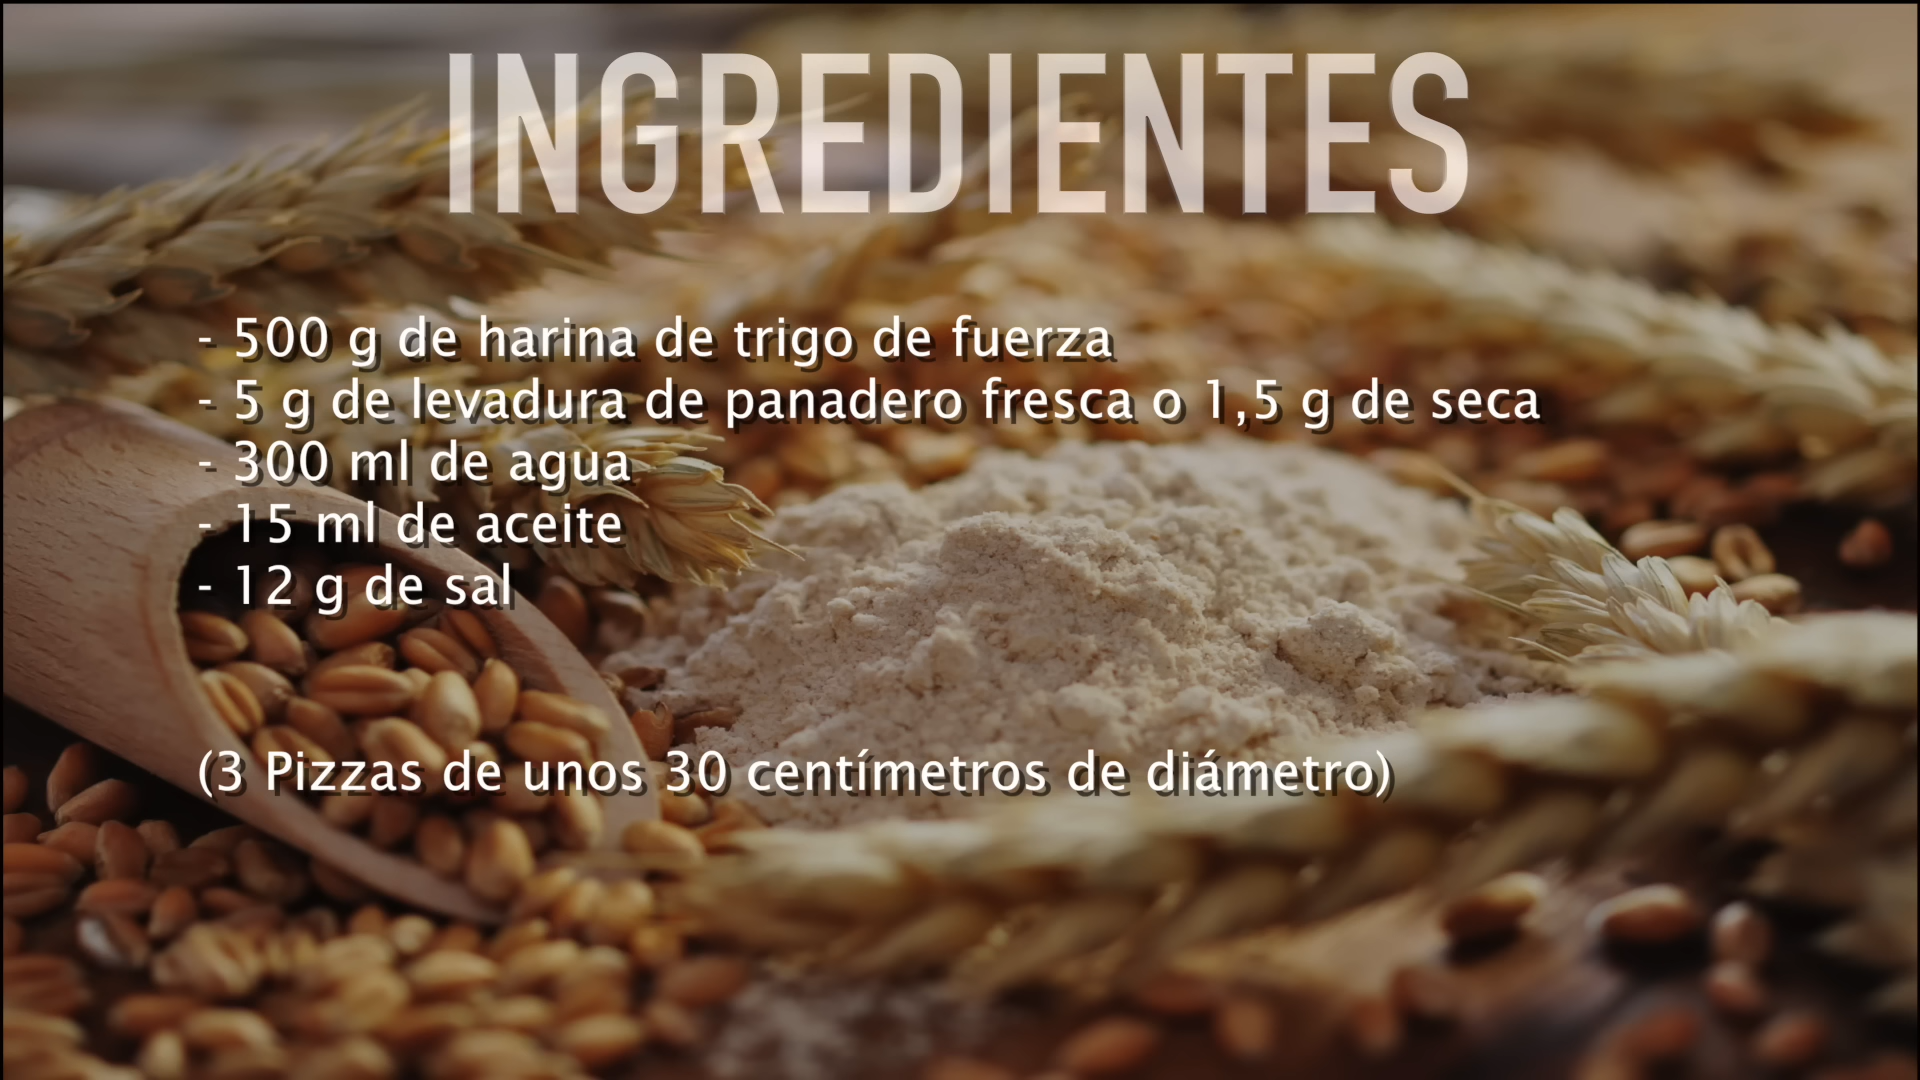 INGREDIENTES
- 500 g de harina de trigo de fuerza
- 5 g de levadura de panadero fresca o 1,5 g de seca
- 300 ml de agua
- 15 ml de aceite
- 12 g de sal
(3 Pizzas de unos 30 centímetros de diámetro)